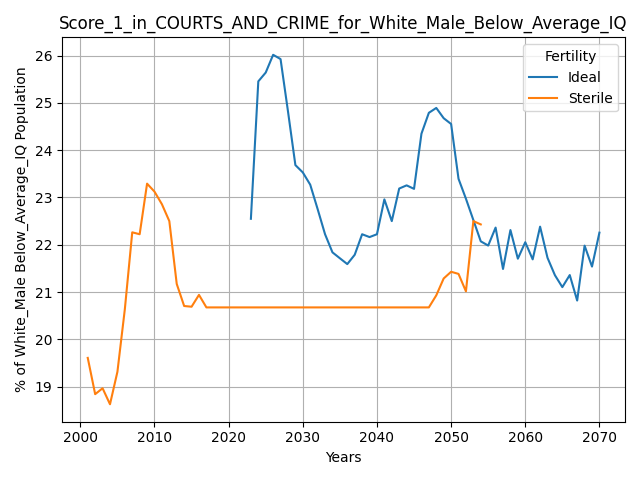 Score_1_in_COURTS_AND_CRIME_for_White_Male_Below_Average_IQ
% of White_Male Below_Average_IQ Population
26
25
24
23
22
21
20
19
Fertility
Ideal
Sterile
2000 2010 2020 2030 2040 2050 2060 2070
Years